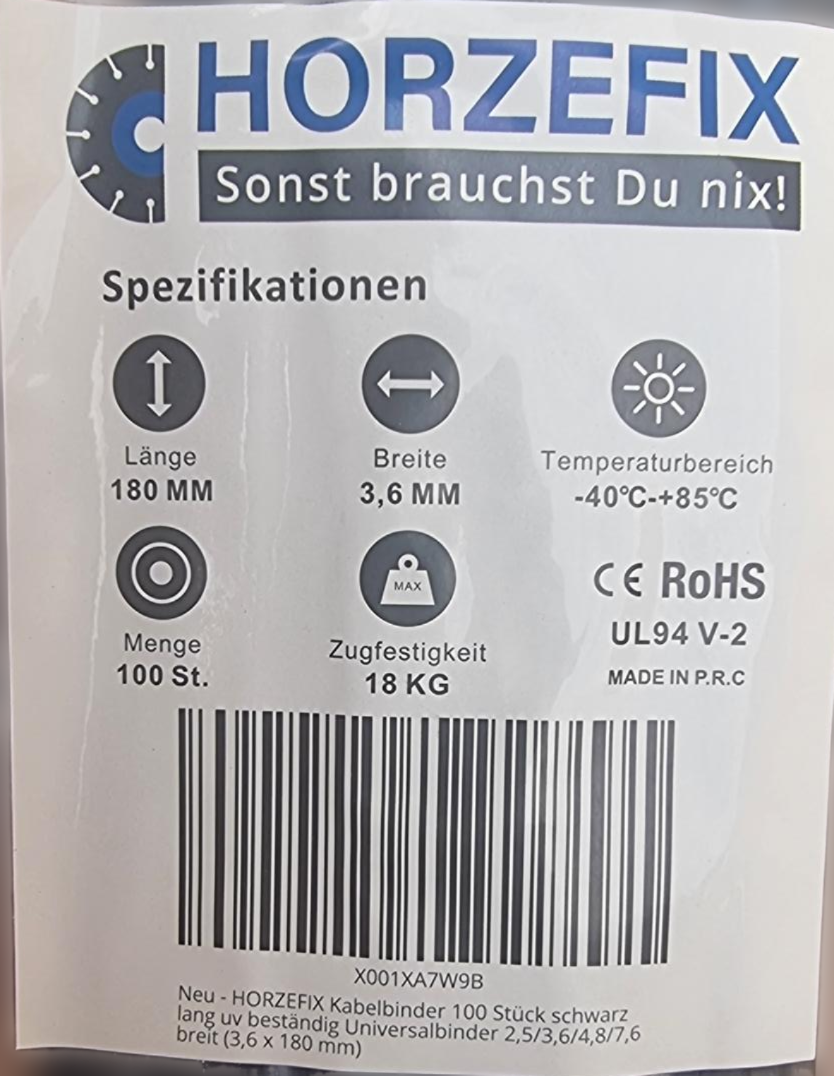 HORZEFIX
Sonst brauchst Du nix!
Spezifikationen
Länge
180 MM
Breite
3,6 MM
Temperaturbereich
-40℃-+85℃
Menge
100 St.
MAX
Zugfestigkeit
18 KG
CE RoHS
UL94 V-2
MADE IN P.R.C
X001XA7W9B
Neu - HORZEFIX Kabelbinder 100 Stück schwarz
lang uv beständig Universalbinder 2,5/3,6/4,8/7,6
breit (3,6 x 180 mm)